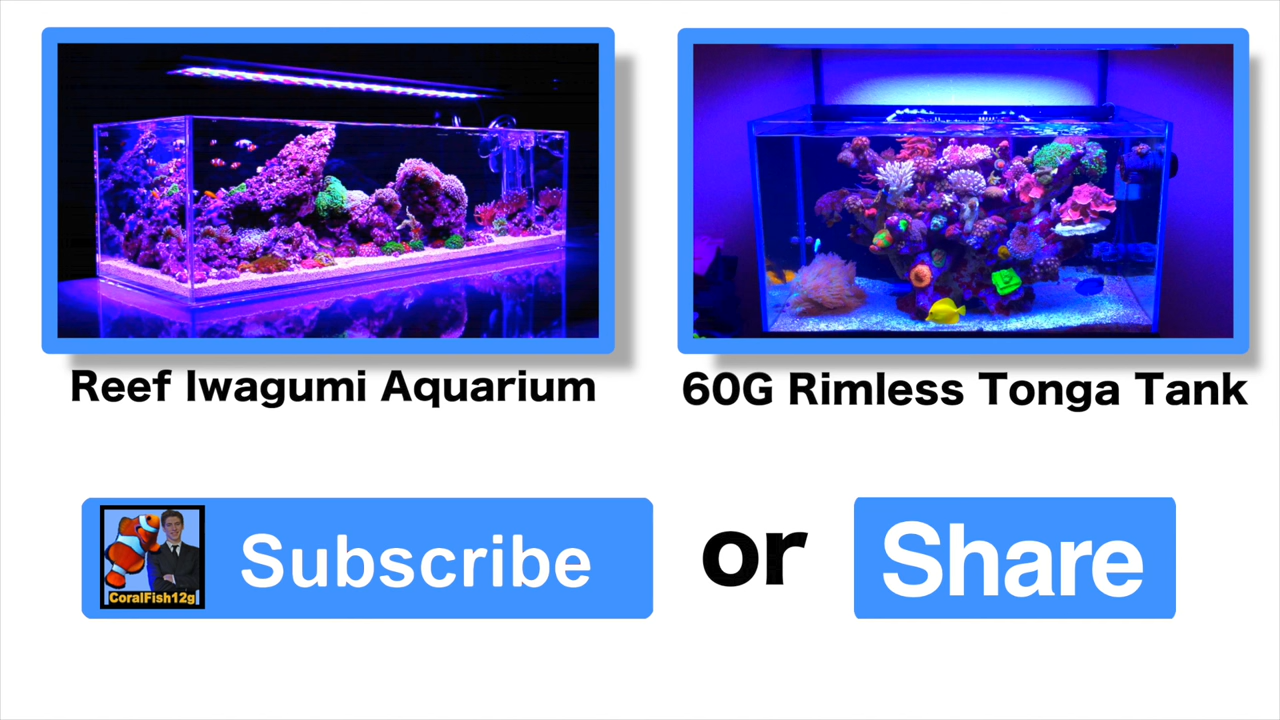 Reef Iwagumi Aquarium
60G Rimless Tonga Tank
CoralFish12g
Subscribe
or
Share